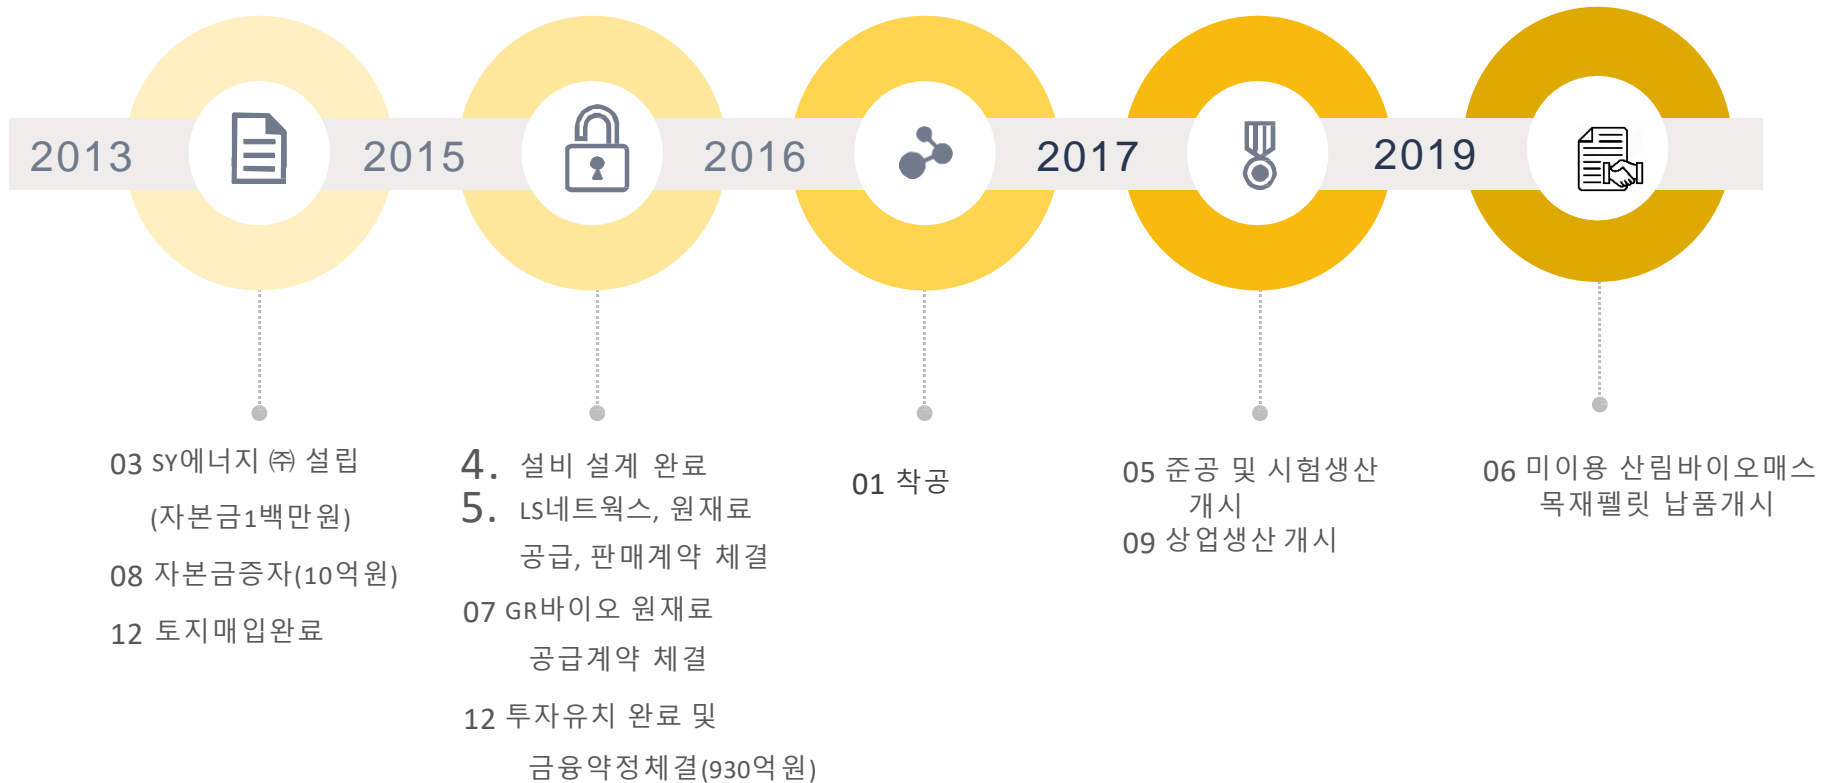 2013
2015
2016
2017
2019
03 SY에너지 ㈜ 설립
(자본금1백만원)
08 자본금증자(10억원)
12 토지매입완료
4. 설비 설계 완료
5. LS네트웍스, 원재료
공급, 판매계약 체결
07 GR바이오 원재료
공급계약 체결
12 투자유치 완료 및
금융약정체결(930억원)
01 착공
05 준공 및 시험생산
개시
09 상업생산 개시
06 미이용 산림바이오매스
목재펠릿 납품개시